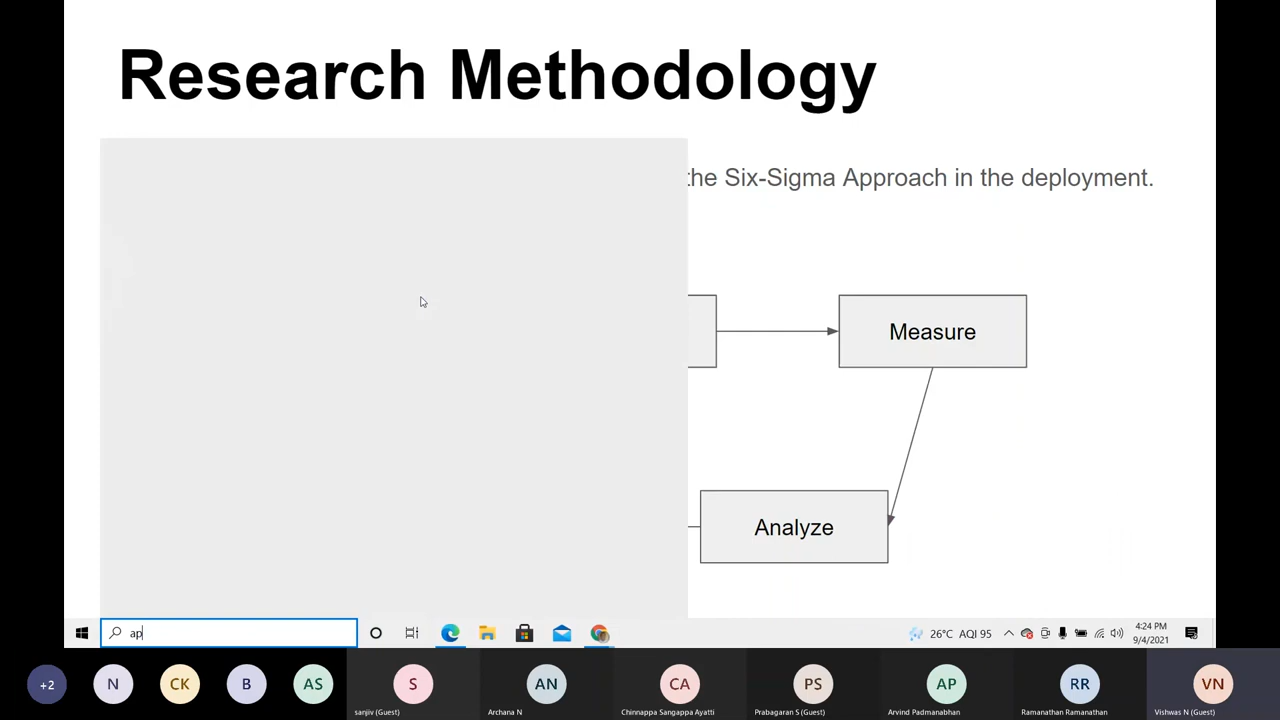 Research Methodology
the Six-Sigma Approach in the deployment.
Measure
Analyze
ap
26°C AQI 95
4:24 PM
9/4/2021
+2
N
CK
B
AS
S
AN
CA
PS
AP
RR
VN
sanjiv (Guest)
Archana N
Chinnappa Sangappa Ayatti
Prabagaran S (Guest)
Arvind Padmanabhan
Ramanathan Ramanathan
Vishwas N (Guest)